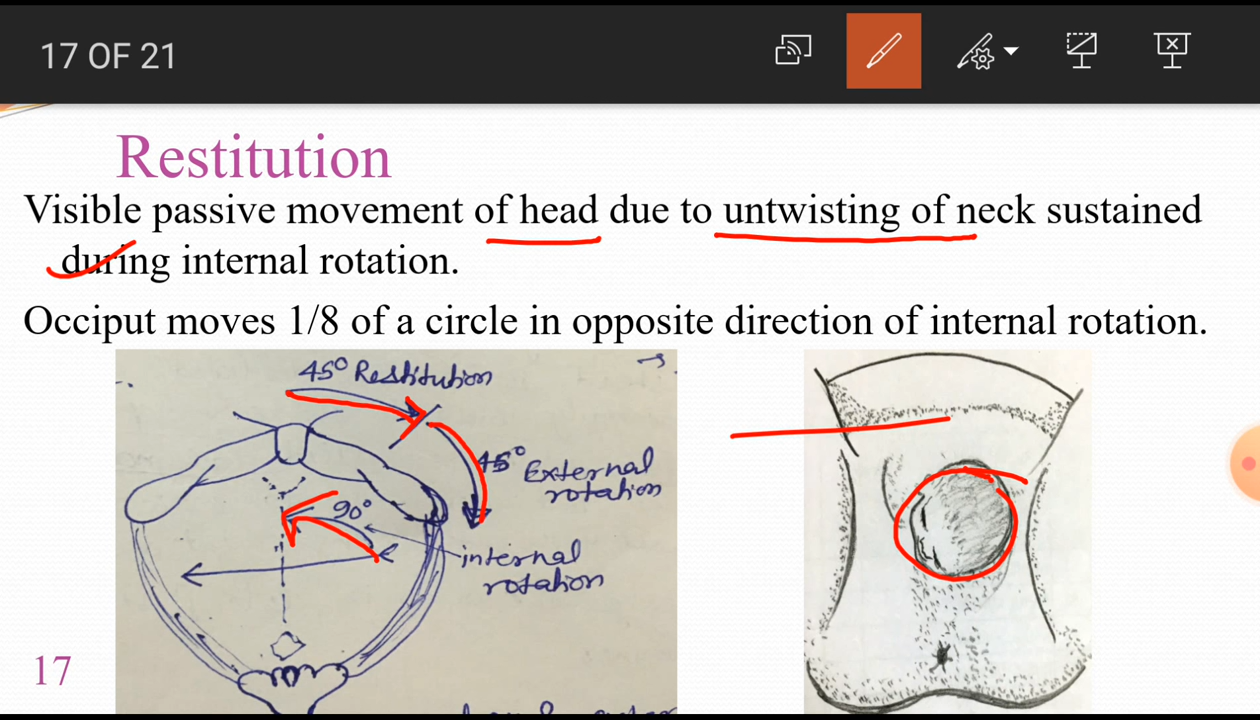 17 OF 21
Restitution
Visible passive movement of head due to untwisting of neck sustained
during internal rotation.
Occiput moves 1/8 of a circle in opposite direction of internal rotation.
45° Restitution
45° External
rotation
90°
internal
rotation
17